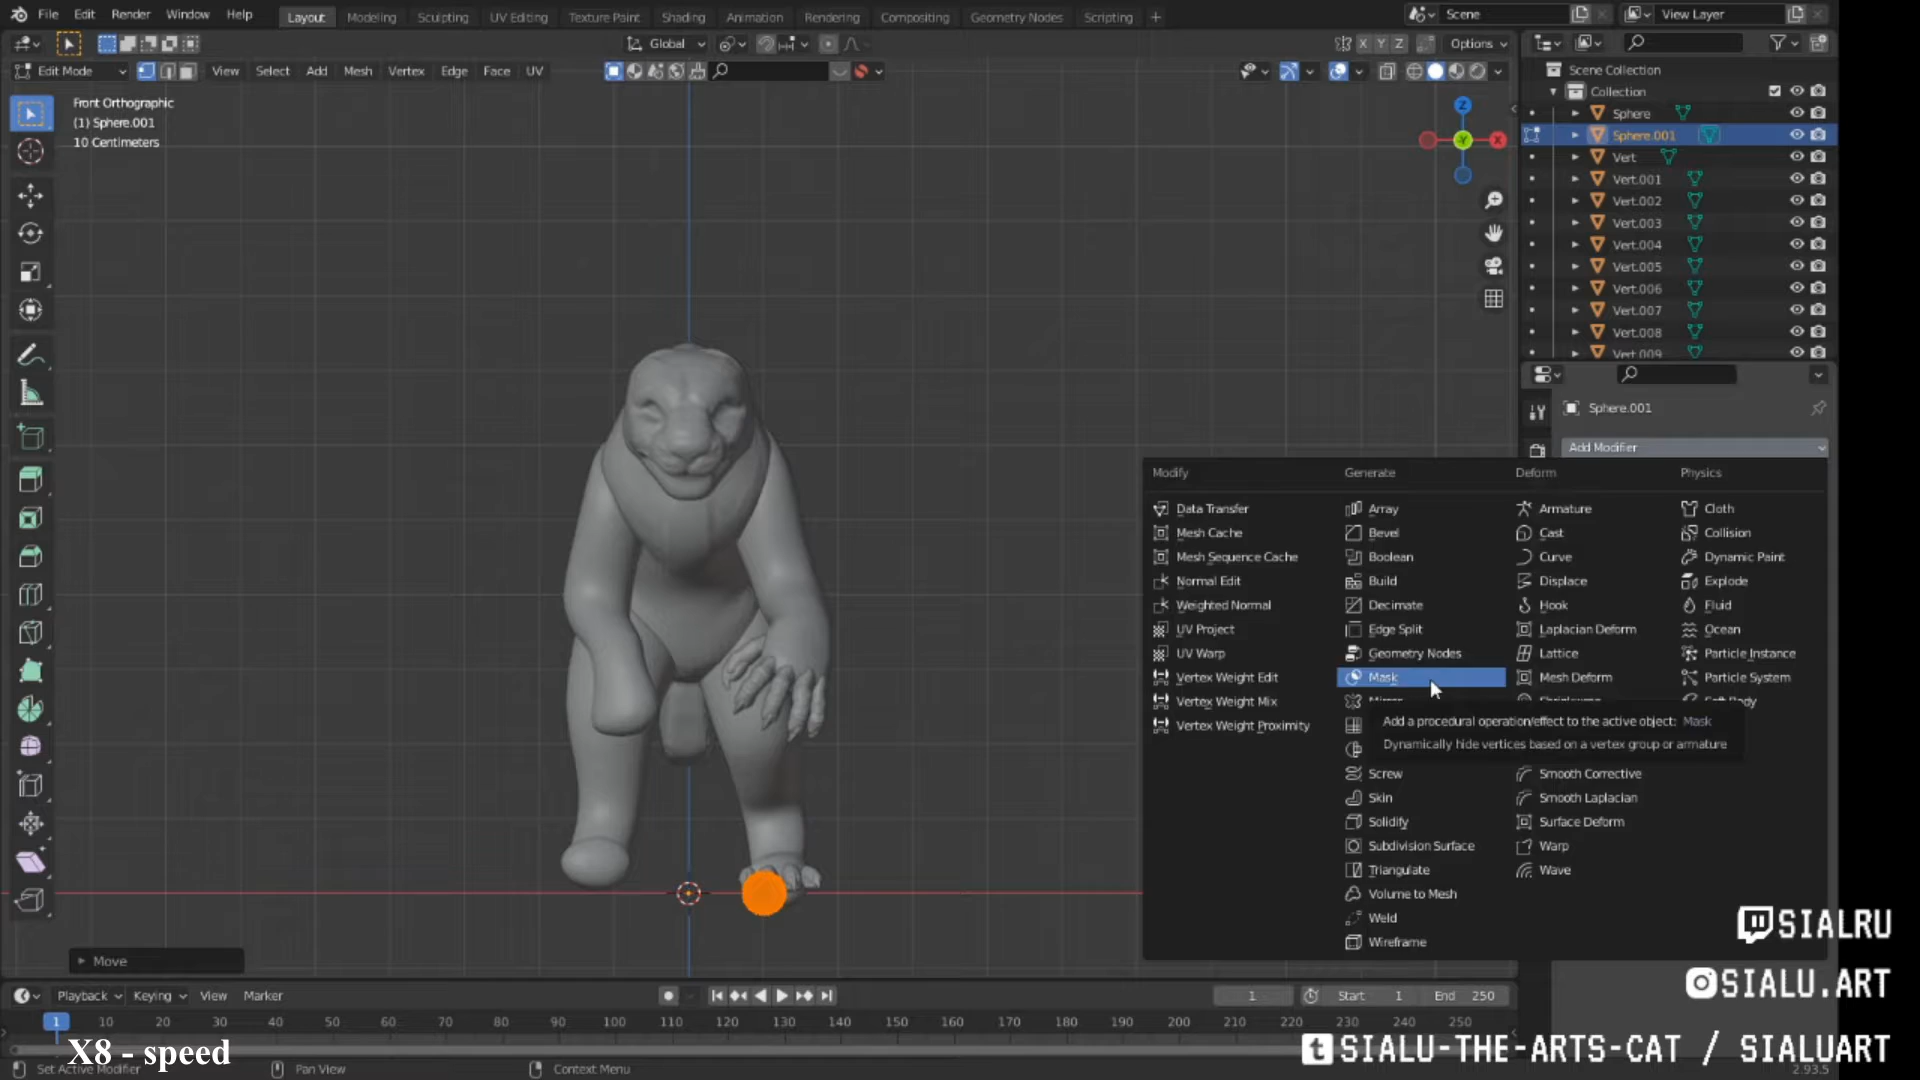 File Edit Render Window Help Layout Modeling Sculpting UV Editing Texture Paint Shading Animation Rendering Compositing Geometry Nodes Scripting + Scene View Layer
Global X Y Z Options
Edit Mode View Select Add Mesh Vertex Edge Face UV
Front Orthographic
(1) Sphere.001
10 Centimeters
Z
Y
X
Scene Collection
Collection
Sphere
Sphere.001
Vert
Vert.001
Vert.002
Vert.003
Vert.004
Vert.005
Vert.006
Vert.007
Vert.008
Vert.009
Sphere.001
Add Modifier
Modify
Data Transfer
Mesh Cache
Mesh Sequence Cache
Normal Edit
Weighted Normal
UV Project
UV Warp
Vertex Weight Edit
Vertex Weight Mix
Vertex Weight Proximity
Generate
Array
Bevel
Boolean
Build
Decimate
Edge Split
Geometry Nodes
Mask
Screw
Skin
Solidify
Subdivision Surface
Triangulate
Volume to Mesh
Weld
Wireframe
Deform
Armature
Cast
Curve
Displace
Hook
Laplacian Deform
Lattice
Mesh Deform
Smooth Corrective
Smooth Laplacian
Surface Deform
Warp
Wave
Physics
Cloth
Collision
Dynamic Paint
Explode
Fluid
Ocean
Particle Instance
Particle System
Soft Body
Add a procedural operation/effect to the active object: Mask
Dynamically hide vertices based on a vertex group or armature
Move
SIALRU
SIALU.ART
SIALU-THE-ARTS-CAT / SIALUART
Playback Keying View Marker 1 Start 1 End 250
1 10 20 30 40 50 60 70 80 90 100 110 120 130 140 150 160 170 180 190 200 210 220 230 240 250
X8 - speed
Set Active Modifier Pan View Context Menu 2.93.5